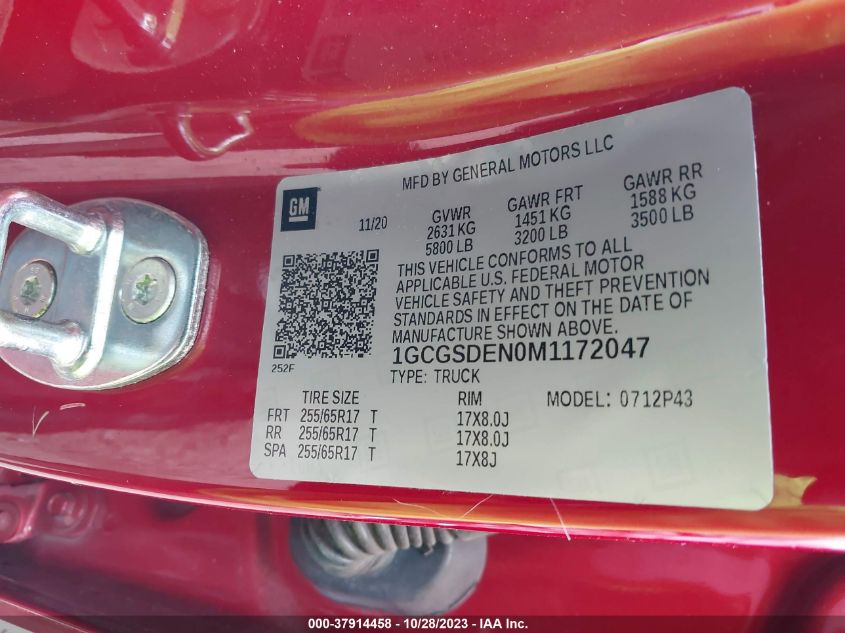 MFD BY GENERAL MOTORS LLC
GM
11/20
GVWR
2631 KG
5800 LB
GAWR FRT
1451 KG
3200 LB
GAWR RR
1588 KG
3500 LB
THIS VEHICLE CONFORMS TO ALL
APPLICABLE U.S. FEDERAL MOTOR
VEHICLE SAFETY AND THEFT PREVENTION
STANDARDS IN EFFECT ON THE DATE OF
MANUFACTURE SHOWN ABOVE.
252F
1GCGSDEN0M1172047
TYPE: TRUCK
TIRE SIZE
RIM
MODEL: 0712P43
FRT 255/65R17 T 17X8.0J
RR 255/65R17 T 17X8.0J
SPA 255/65R17 T 17X8J
000-37914458 - 10/28/2023 - IAA Inc.